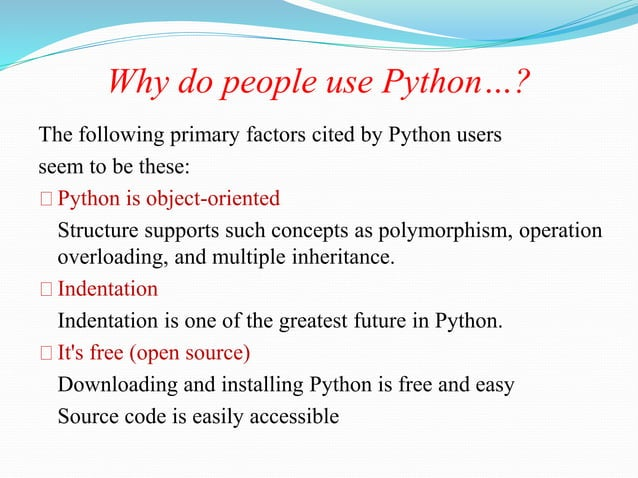 Why do people use Python…?
The following primary factors cited by Python users
seem to be these:
Python is object-oriented
Structure supports such concepts as polymorphism, operation
overloading, and multiple inheritance.
Indentation
Indentation is one of the greatest future in Python.
It's free (open source)
Downloading and installing Python is free and easy
Source code is easily accessible